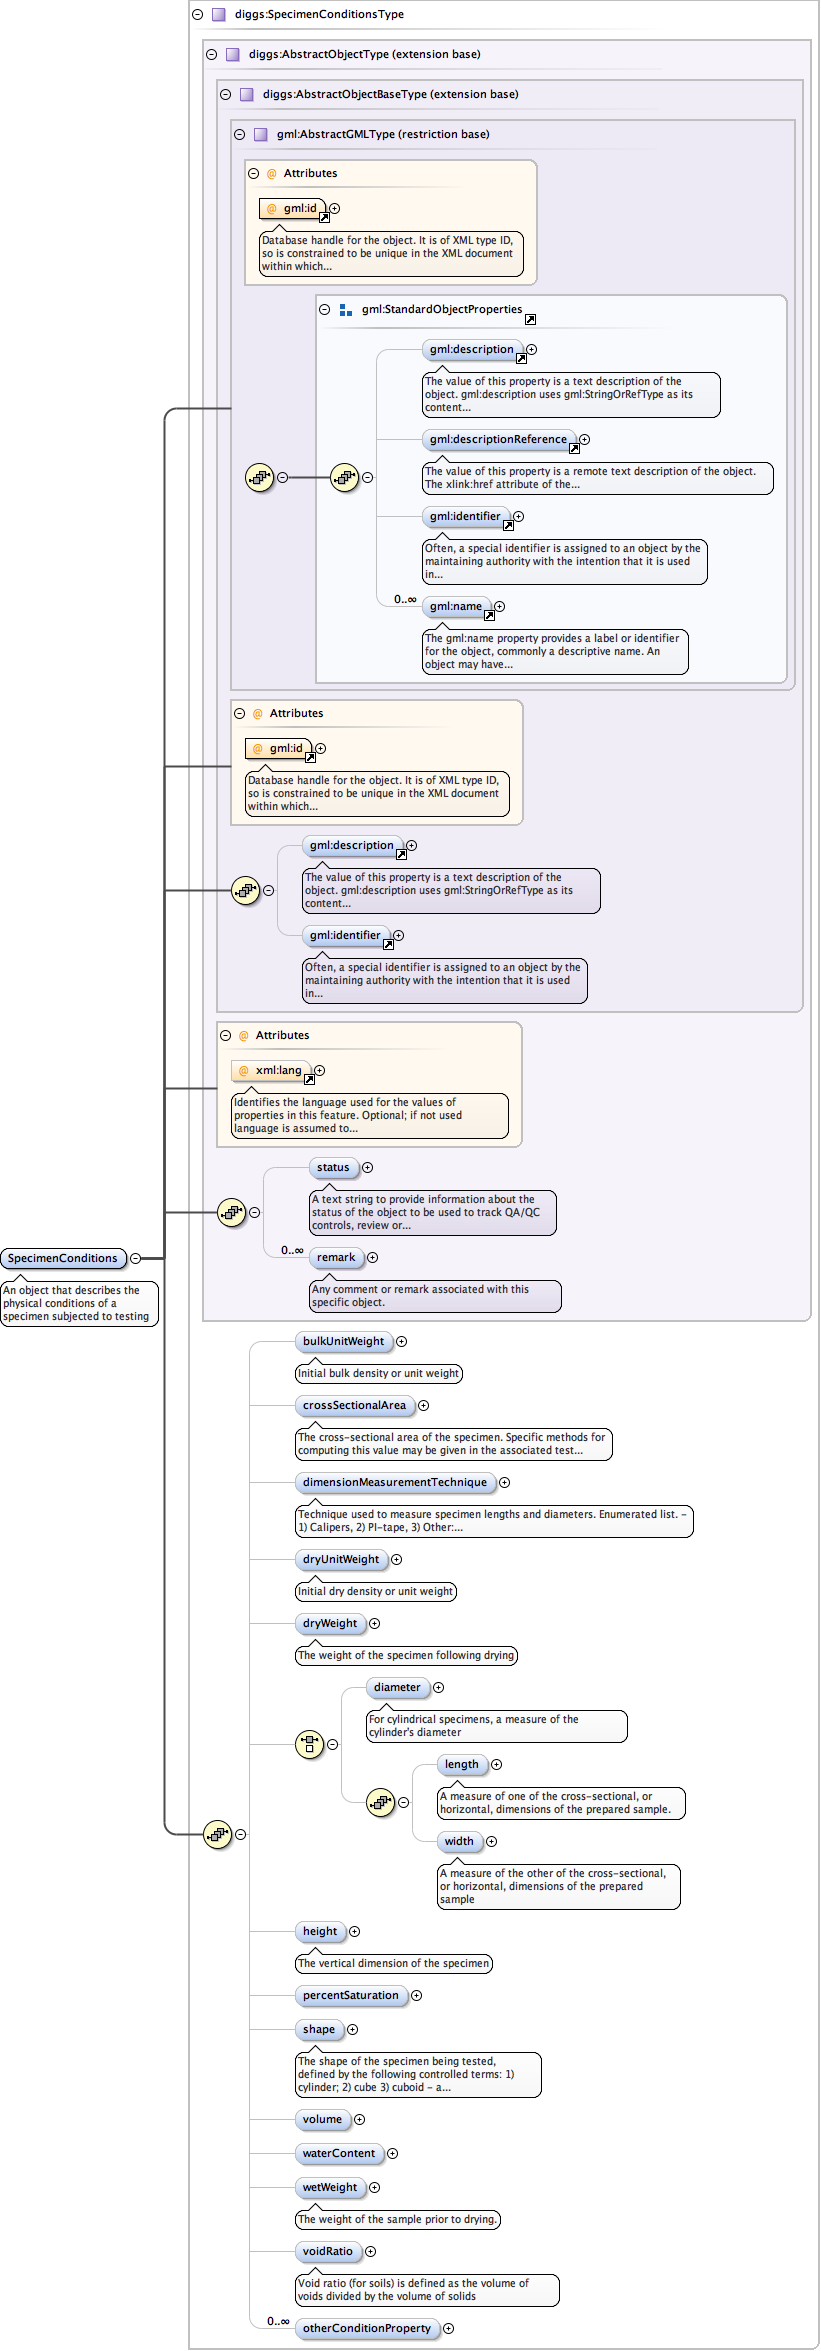 diggs:SpecimenConditionsType
diggs:AbstractObjectType (extension base)
diggs:AbstractObjectBaseType (extension base)
gml:AbstractGMLType (restriction base)
@ Attributes
@ gml:id
Database handle for the object. It is of XML type ID,
so is constrained to be unique in the XML document
within which...
gml:StandardObjectProperties
gml:description
The value of this property is a text description of the
object. gml:description uses gml:StringOrRefType as its
content...
gml:descriptionReference
The value of this property is a remote text description of the object.
The xlink:href attribute of the...
gml:identifier
Often, a special identifier is assigned to an object by the
maintaining authority with the intention that it is used
in...
0..∞
gml:name
The gml:name property provides a label or identifier
for the object, commonly a descriptive name. An
object may have...
@ Attributes
@ gml:id
Database handle for the object. It is of XML type ID,
so is constrained to be unique in the XML document
within which...
gml:description
The value of this property is a text description of the
object. gml:description uses gml:StringOrRefType as its
content...
gml:identifier
Often, a special identifier is assigned to an object by the
maintaining authority with the intention that it is used
in...
@ Attributes
@ xml:lang
Identifies the language used for the values of
properties in this feature. Optional; if not used
language is assumed to...
status
A text string to provide information about the
status of the object to be used to track QA/QC
controls, review or...
0..∞
remark
Any comment or remark associated with this
specific object.
SpecimenConditions
An object that describes the
physical conditions of a
specimen subjected to testing
bulkUnitWeight
Initial bulk density or unit weight
crossSectionalArea
The cross-sectional area of the specimen. Specific methods for
computing this value may be given in the associated test...
dimensionMeasurementTechnique
Technique used to measure specimen lengths and diameters. Enumerated list. -
1) Calipers, 2) PI-tape, 3) Other:...
dryUnitWeight
Initial dry density or unit weight
dryWeight
The weight of the specimen following drying
diameter
For cylindrical specimens, a measure of the
cylinder's diameter
length
A measure of one of the cross-sectional, or
horizontal, dimensions of the prepared sample.
width
A measure of the other of the cross-sectional,
or horizontal, dimensions of the prepared
sample
height
The vertical dimension of the specimen
percentSaturation
shape
The shape of the specimen being tested,
defined by the following controlled terms: 1)
cylinder; 2) cube 3) cuboid - a...
volume
waterContent
wetWeight
The weight of the sample prior to drying.
voidRatio
Void ratio (for soils) is defined as the volume of
voids divided by the volume of solids
0..∞
otherConditionProperty